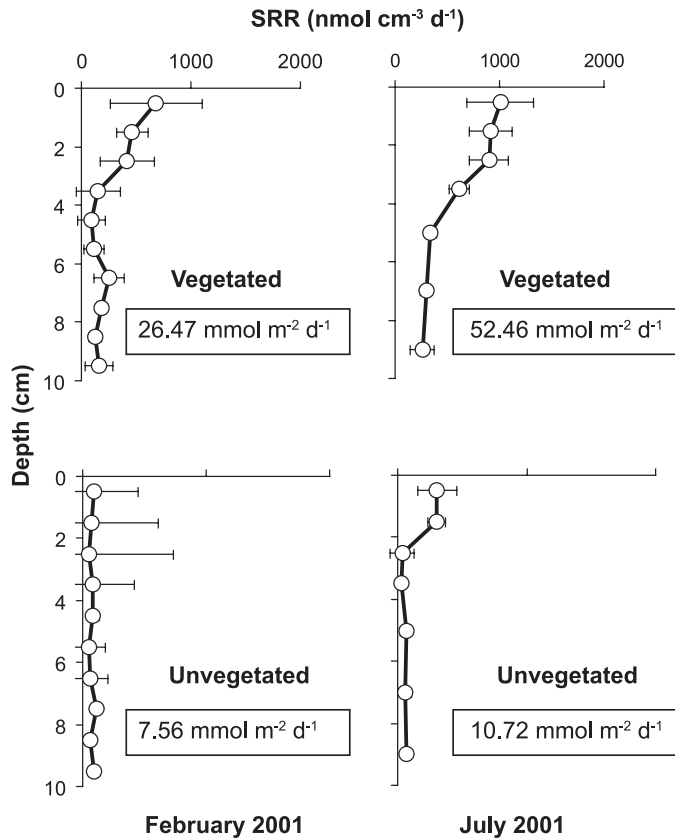 SRR (nmol cm⁻³ d⁻¹)
0 1000 2000
0 1000 2000
0
2
4
6
8
10
Vegetated
26.47 mmol m⁻² d⁻¹
Vegetated
52.46 mmol m⁻² d⁻¹
Depth (cm)
0
2
4
6
8
10
Unvegetated
7.56 mmol m⁻² d⁻¹
Unvegetated
10.72 mmol m⁻² d⁻¹
February 2001
July 2001